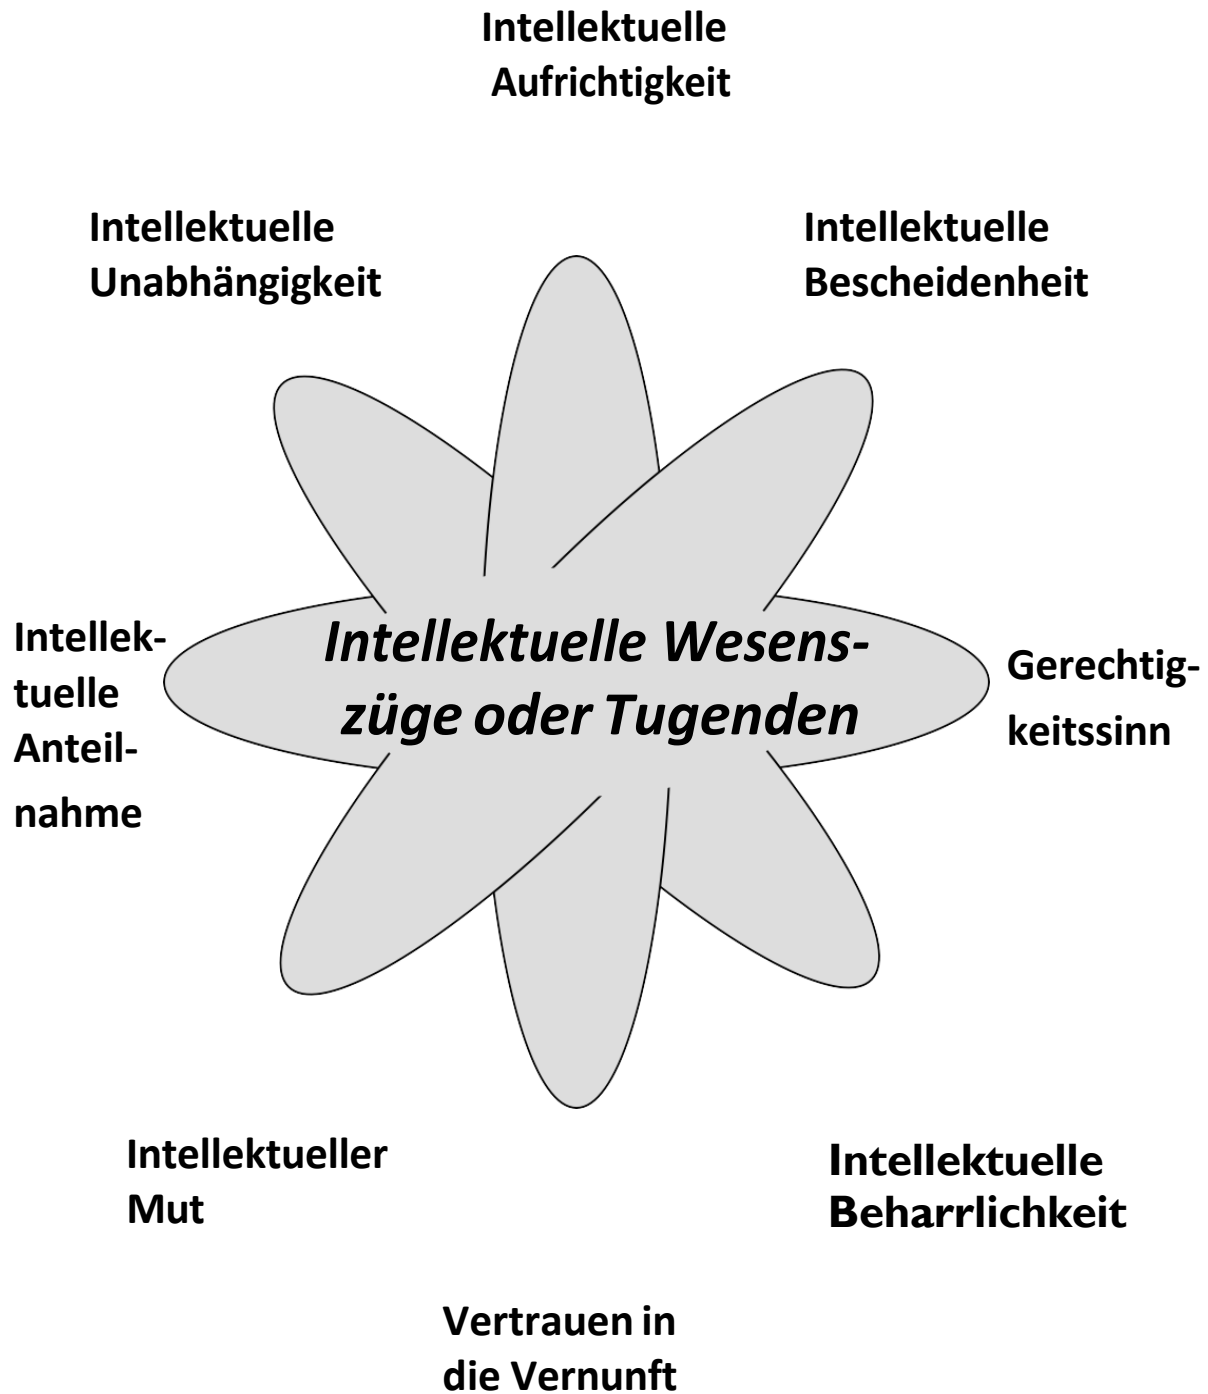 Intellektuelle
Aufrichtigkeit
Intellektuelle
Unabhängigkeit
Intellektuelle
Bescheidenheit
Intellek-
tuelle
Anteil-
nahme
Intellektuelle Wesens-
züge oder Tugenden
Gerechtig-
keitssinn
Intellektueller
Mut
Intellektuelle
Beharrlichkeit
Vertrauen in
die Vernunft